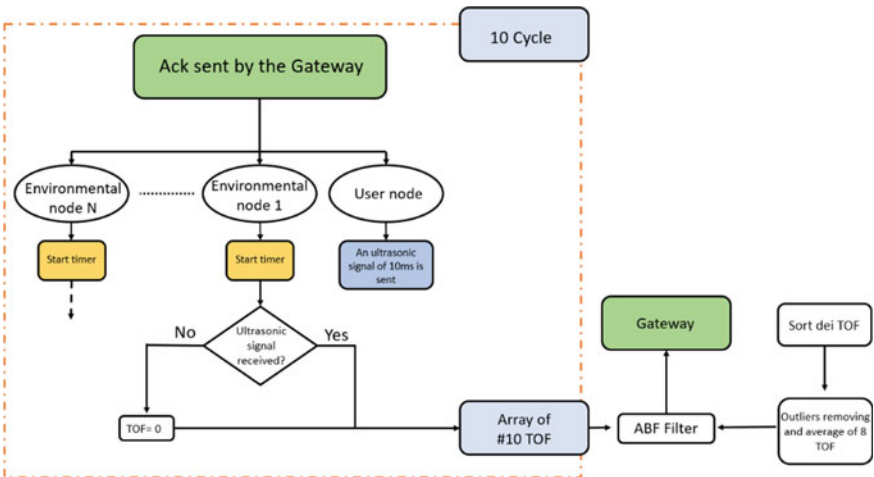 10 Cycle
Ack sent by the Gateway
Environmental
node N
Environmental
node 1
User node
Start timer
Start timer
An ultrasonic
signal of 10ms is
sent
No
Ultrasonic
signal
received?
Yes
Gateway
Sort dei TOF
TOF= 0
Array of
#10 TOF
ABF Filter
Outliers removing
and average of 8
TOF